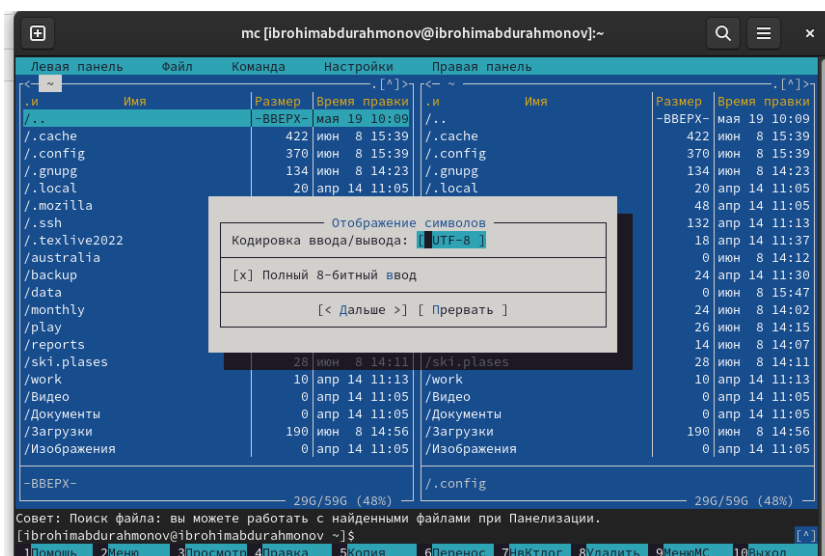 mc [ibrohimabdurahmonov@ibrohimabdurahmonov]:~
Левая панель Файл Команда Настройки Правая панель
<— ~ .[^]> <— ~ .[^]>
.и Имя Размер Время правки .и Имя Размер Время правки
/.. -ВВЕРХ- мая 19 10:09 /.. -ВВЕРХ- мая 19 10:09
/.cache 422 июн 8 15:39 /.cache 422 июн 8 15:39
/.config 370 июн 8 15:39 /.config 370 июн 8 15:39
/.gnupg 134 июн 8 14:23 /.gnupg 134 июн 8 14:23
/.local 20 апр 14 11:05 /.local 20 апр 14 11:05
/.mozilla 48 апр 14 11:05
/.ssh Отображение символов 132 апр 14 11:13
/.texlive2022 Кодировка ввода/вывода: [ UTF-8 ] 18 апр 14 11:37
/australia 0 июн 8 14:12
/backup [x] Полный 8-битный ввод 24 апр 14 11:30
/data 0 июн 8 15:47
/monthly [< Дальше >] [ Прервать ] 24 июн 8 14:02
/play 26 июн 8 14:15
/reports 14 июн 8 14:07
/ski.plases 28 июн 8 14:11 /ski.plases 28 июн 8 14:11
/work 10 апр 14 11:13 /work 10 апр 14 11:13
/Видео 0 апр 14 11:05 /Видео 0 апр 14 11:05
/Документы 0 апр 14 11:05 /Документы 0 апр 14 11:05
/Загрузки 190 июн 8 14:56 /Загрузки 190 июн 8 14:56
/Изображения 0 апр 14 11:05 /Изображения 0 апр 14 11:05
-ВВЕРХ- /.config
29G/59G (48%) 29G/59G (48%)
Совет: Поиск файла: вы можете работать с найденными файлами при Панелизации.
[ibrohimabdurahmonov@ibrohimabdurahmonov ~]$ [^]
1Помощь 2Меню 3Просмотр 4Правка 5Копия 6Перенос 7НвКтлог 8Удалить 9МенюMC 10Выход